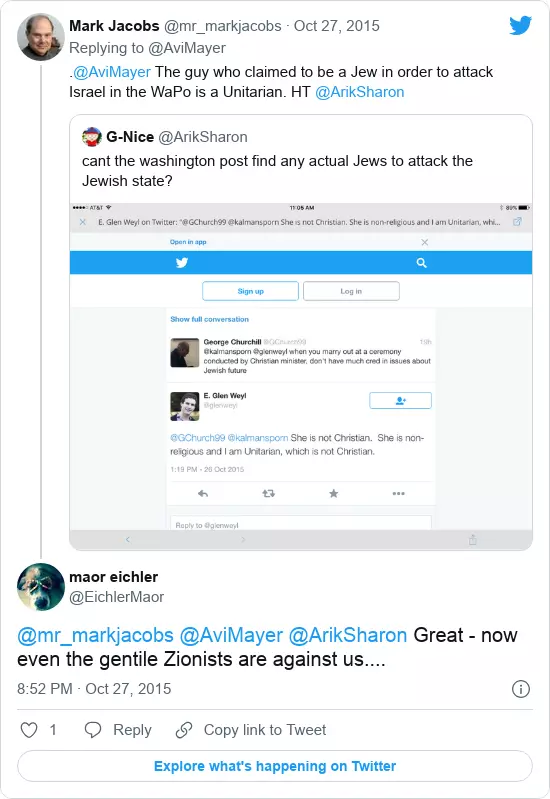 Mark Jacobs @mr_markjacobs · Oct 27, 2015
Replying to @AviMayer
.@AviMayer The guy who claimed to be a Jew in order to attack
Israel in the WaPo is a Unitarian. HT @ArikSharon
G-Nice @ArikSharon
cant the washington post find any actual Jews to attack the
Jewish state?
AT&T 11:05 AM 80%
E. Glen Weyl on Twitter: "@GChurch99 @kalmansporn She is not Christian. She is non-religious and I am Unitarian, whi...
Open in app
Sign up Log in
Show full conversation
George Churchill @GChurch99 19h
@kalmansporn @glenweyl when you marry out at a ceremony
conducted by Christian minister, don't have much cred in issues about
Jewish future
E. Glen Weyl
@glenweyl
@GChurch99 @kalmansporn She is not Christian. She is non-
religious and I am Unitarian, which is not Christian.
1:19 PM - 26 Oct 2015
Reply to @glenweyl
maor eichler
@EichlerMaor
@mr_markjacobs @AviMayer @ArikSharon Great - now
even the gentile Zionists are against us....
8:52 PM · Oct 27, 2015
1 Reply Copy link to Tweet
Explore what's happening on Twitter